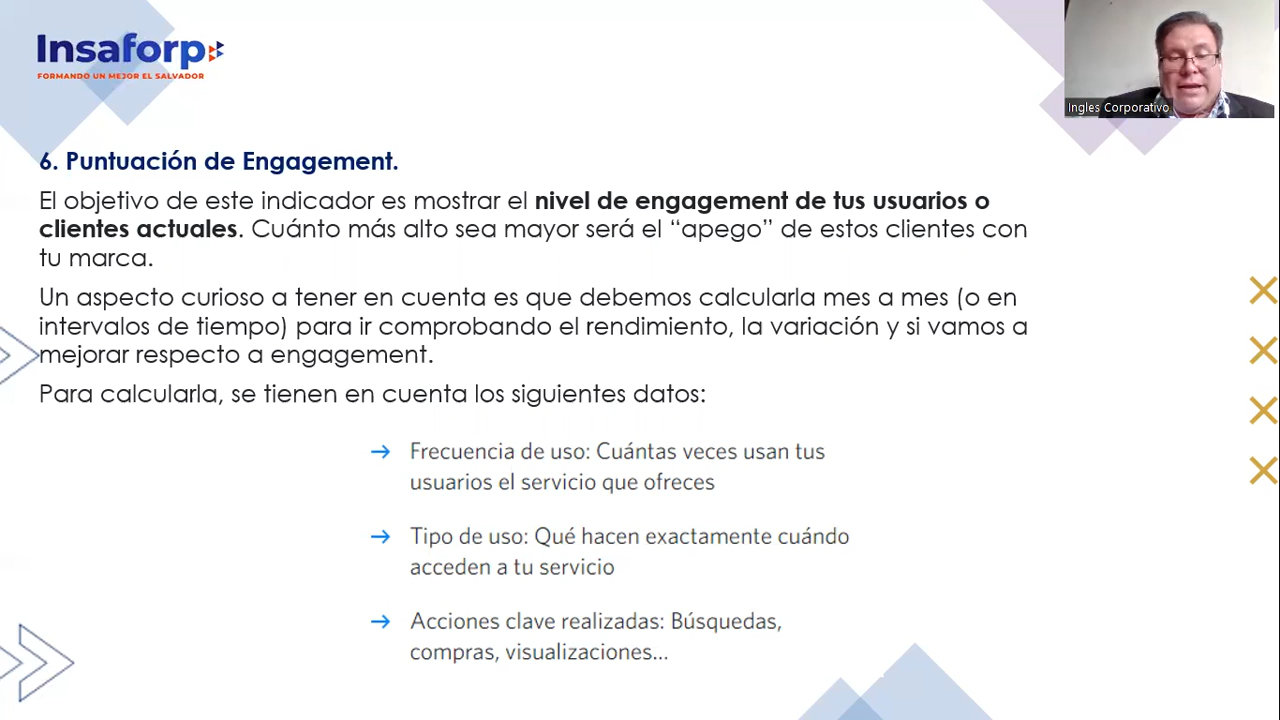 Insaforp
FORMANDO UN MEJOR EL SALVADOR
Ingles Corporativo
6. Puntuación de Engagement.
El objetivo de este indicador es mostrar el nivel de engagement de tus usuarios o
clientes actuales. Cuánto más alto sea mayor será el “apego” de estos clientes con
tu marca.
Un aspecto curioso a tener en cuenta es que debemos calcularla mes a mes (o en
intervalos de tiempo) para ir comprobando el rendimiento, la variación y si vamos a
mejorar respecto a engagement.
Para calcularla, se tienen en cuenta los siguientes datos:
→ Frecuencia de uso: Cuántas veces usan tus
usuarios el servicio que ofreces
→ Tipo de uso: Qué hacen exactamente cuándo
acceden a tu servicio
→ Acciones clave realizadas: Búsquedas,
compras, visualizaciones...